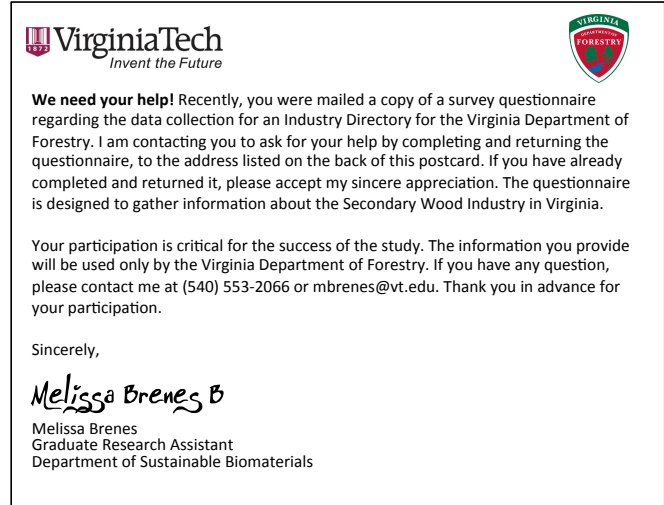 1872
VirginiaTech
Invent the Future
VIRGINIA
DEPARTMENT OF
FORESTRY
We need your help! Recently, you were mailed a copy of a survey questionnaire
regarding the data collection for an Industry Directory for the Virginia Department of
Forestry. I am contacting you to ask for your help by completing and returning the
questionnaire, to the address listed on the back of this postcard. If you have already
completed and returned it, please accept my sincere appreciation. The questionnaire
is designed to gather information about the Secondary Wood Industry in Virginia.
Your participation is critical for the success of the study. The information you provide
will be used only by the Virginia Department of Forestry. If you have any question,
please contact me at (540) 553-2066 or mbrenes@vt.edu. Thank you in advance for
your participation.
Sincerely,
Melissa Brenes B
Melissa Brenes
Graduate Research Assistant
Department of Sustainable Biomaterials